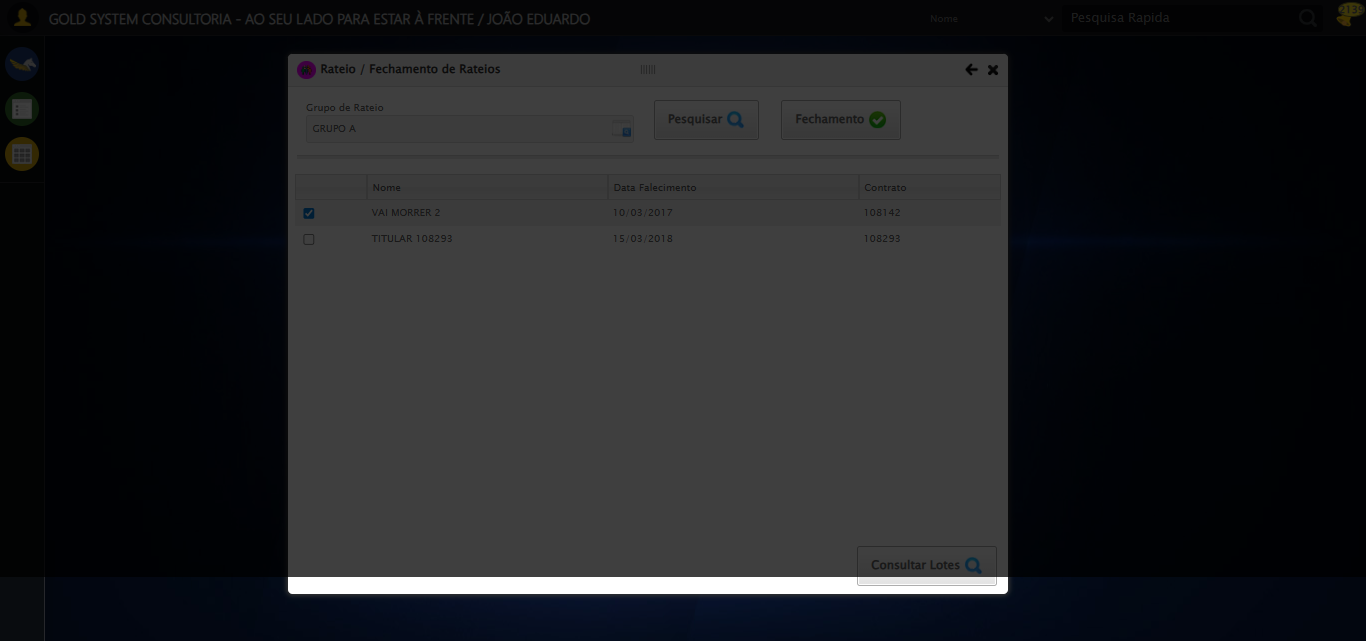 GOLD SYSTEM CONSULTORIA - AO SEU LADO PARA ESTAR À FRENTE / JOÃO EDUARDO
Nome
Pesquisa Rapida
Rateio / Fechamento de Rateios
Grupo de Rateio
GRUPO A
Pesquisar
Fechamento
Nome Data Falecimento Contrato
VAI MORRER 2 10/03/2017 108142
TITULAR 108293 15/03/2018 108293
Consultar Lotes